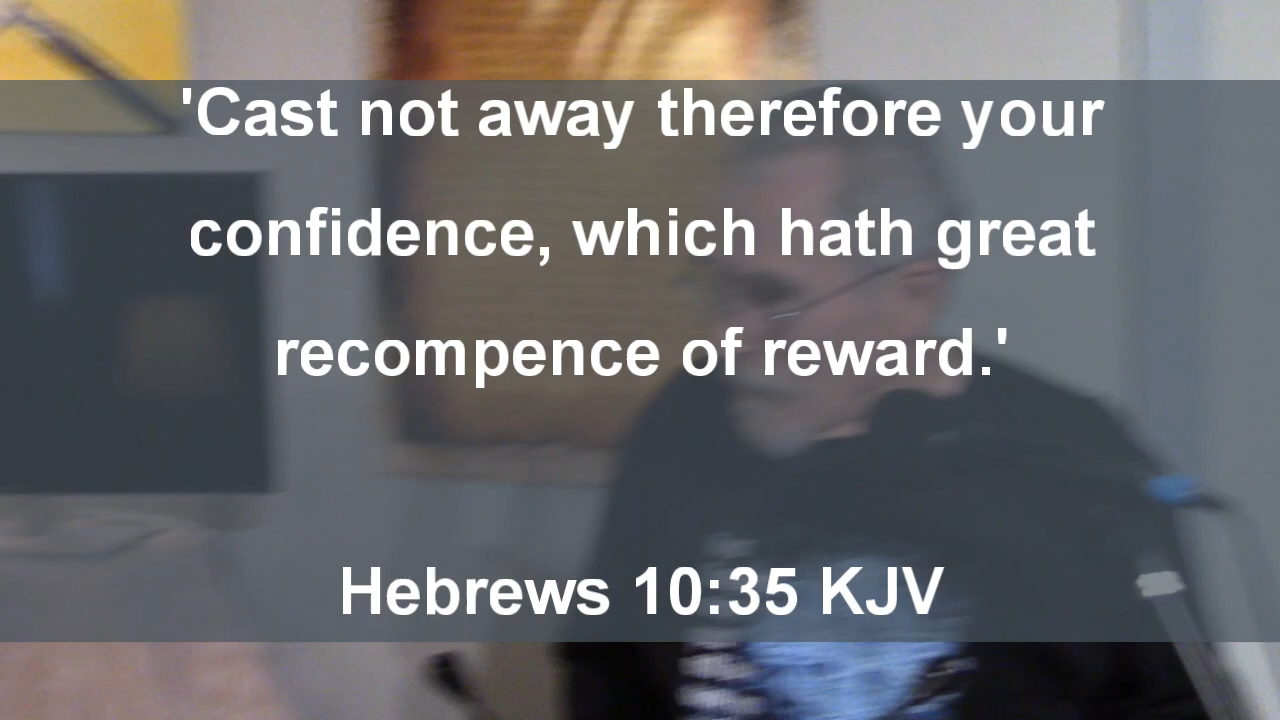 'Cast not away therefore your
confidence, which hath great
recompence of reward.'
Hebrews 10:35 KJV